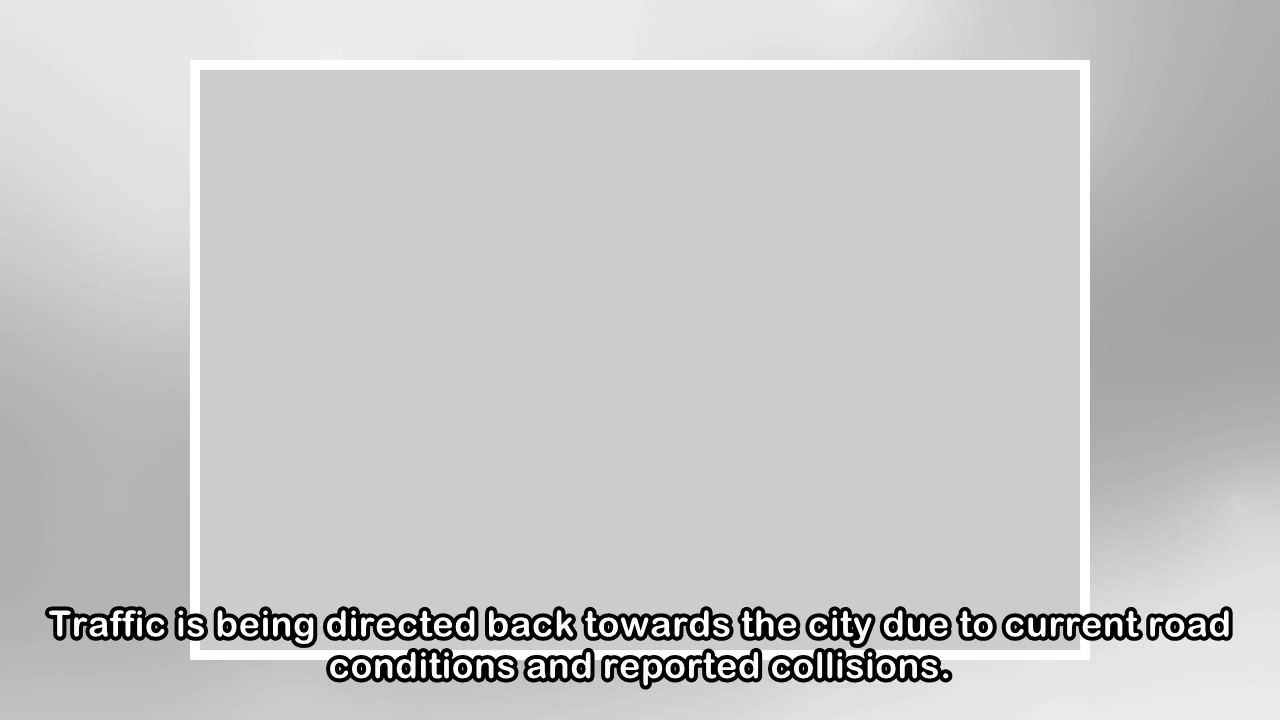 Traffic is being directed back towards the city due to current road
conditions and reported collisions.